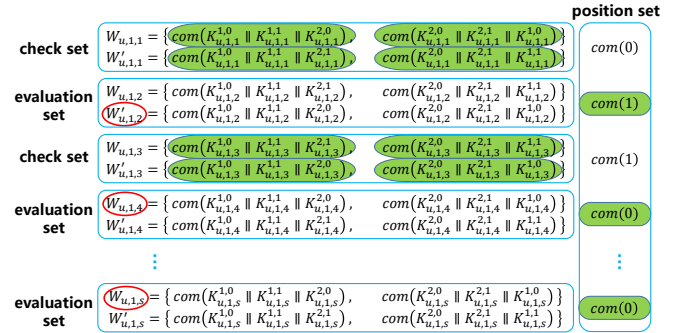 position set
check set
W_{u,1,1} = { com(K_{u,1,1}^{1,0} ∥ K_{u,1,1}^{1,1} ∥ K_{u,1,1}^{2,0}), com(K_{u,1,1}^{2,0} ∥ K_{u,1,1}^{2,1} ∥ K_{u,1,1}^{1,0}) }
W'_{u,1,1} = { com(K_{u,1,1}^{1,0} ∥ K_{u,1,1}^{1,1} ∥ K_{u,1,1}^{2,1}), com(K_{u,1,1}^{2,0} ∥ K_{u,1,1}^{2,1} ∥ K_{u,1,1}^{1,1}) }
com(0)
evaluation
set
W_{u,1,2} = { com(K_{u,1,2}^{1,0} ∥ K_{u,1,2}^{1,1} ∥ K_{u,1,2}^{2,1}), com(K_{u,1,2}^{2,0} ∥ K_{u,1,2}^{2,1} ∥ K_{u,1,2}^{1,1}) }
W'_{u,1,2} = { com(K_{u,1,2}^{1,0} ∥ K_{u,1,2}^{1,1} ∥ K_{u,1,2}^{2,0}), com(K_{u,1,2}^{2,0} ∥ K_{u,1,2}^{2,1} ∥ K_{u,1,2}^{1,0}) }
com(1)
check set
W_{u,1,3} = { com(K_{u,1,3}^{1,0} ∥ K_{u,1,3}^{1,1} ∥ K_{u,1,3}^{2,1}), com(K_{u,1,3}^{2,0} ∥ K_{u,1,3}^{2,1} ∥ K_{u,1,3}^{1,1}) }
W'_{u,1,3} = { com(K_{u,1,3}^{1,0} ∥ K_{u,1,3}^{1,1} ∥ K_{u,1,3}^{2,0}), com(K_{u,1,3}^{2,0} ∥ K_{u,1,3}^{2,1} ∥ K_{u,1,3}^{1,0}) }
com(1)
evaluation
set
W_{u,1,4} = { com(K_{u,1,4}^{1,0} ∥ K_{u,1,4}^{1,1} ∥ K_{u,1,4}^{2,0}), com(K_{u,1,4}^{2,0} ∥ K_{u,1,4}^{2,1} ∥ K_{u,1,4}^{1,0}) }
W'_{u,1,4} = { com(K_{u,1,4}^{1,0} ∥ K_{u,1,4}^{1,1} ∥ K_{u,1,4}^{2,1}), com(K_{u,1,4}^{2,0} ∥ K_{u,1,4}^{2,1} ∥ K_{u,1,4}^{1,1}) }
com(0)
⋮ ⋮
evaluation
set
W_{u,1,s} = { com(K_{u,1,s}^{1,0} ∥ K_{u,1,s}^{1,1} ∥ K_{u,1,s}^{2,0}), com(K_{u,1,s}^{2,0} ∥ K_{u,1,s}^{2,1} ∥ K_{u,1,s}^{1,0}) }
W'_{u,1,s} = { com(K_{u,1,s}^{1,0} ∥ K_{u,1,s}^{1,1} ∥ K_{u,1,s}^{2,1}), com(K_{u,1,s}^{2,0} ∥ K_{u,1,s}^{2,1} ∥ K_{u,1,s}^{1,1}) }
com(0)